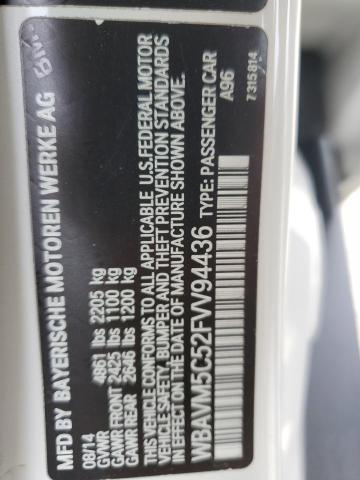 MFD BY BAYERISCHE MOTOREN WERKE AG
08/14
GVWR 4861 lbs 2205 kg
GAWR FRONT 2425 lbs 1100 kg
GAWR REAR 2646 lbs 1200 kg
THIS VEHICLE CONFORMS TO ALL APPLICABLE U.S.FEDERAL MOTOR
VEHICLE SAFETY, BUMPER AND THEFT PREVENTION STANDARDS
IN EFFECT ON THE DATE OF MANUFACTURE SHOWN ABOVE.
WBAVM5C52FVV94436 TYPE: PASSENGER CAR
A96
7315814